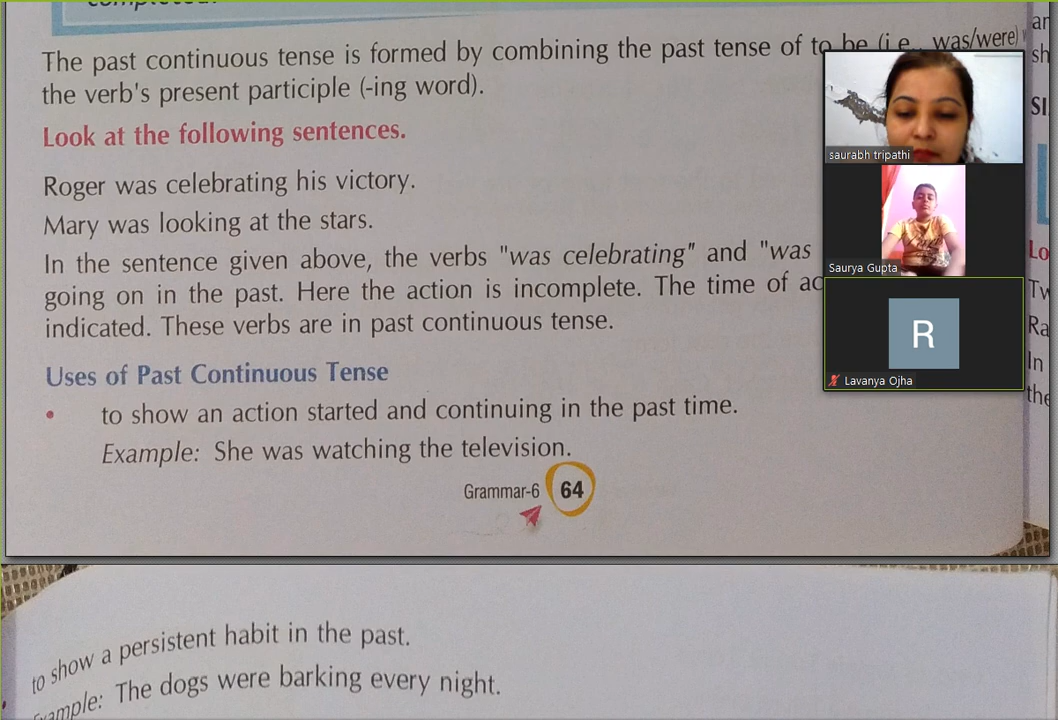 completed.
The past continuous tense is formed by combining the past tense of to be (i.e., was/were)
the verb's present participle (-ing word).
Look at the following sentences.
Roger was celebrating his victory.
Mary was looking at the stars.
In the sentence given above, the verbs "was celebrating" and "was
going on in the past. Here the action is incomplete. The time of
indicated. These verbs are in past continuous tense.
Uses of Past Continuous Tense
• to show an action started and continuing in the past time.
Example: She was watching the television.
Grammar-6 64
to show a persistent habit in the past.
Example: The dogs were barking every night.
saurabh tripathi
Saurya Gupta
R
Lavanya Ojha
Lo
Ra
In
the